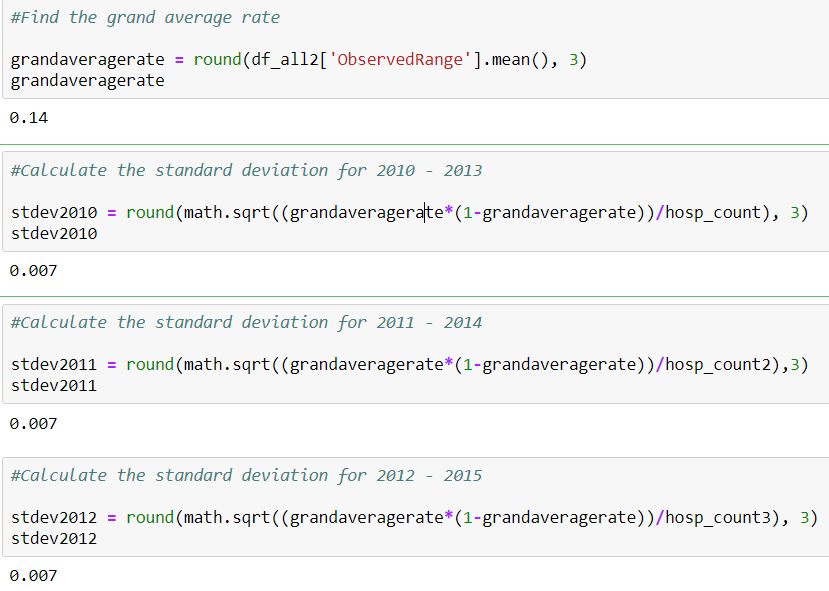 #Find the grand average rate
grandaveragerate = round(df_all2['ObservedRange'].mean(), 3)
grandaveragerate
0.14
#Calculate the standard deviation for 2010 - 2013
stdev2010 = round(math.sqrt((grandaveragerate*(1-grandaveragerate))/hosp_count), 3)
stdev2010
0.007
#Calculate the standard deviation for 2011 - 2014
stdev2011 = round(math.sqrt((grandaveragerate*(1-grandaveragerate))/hosp_count2),3)
stdev2011
0.007
#Calculate the standard deviation for 2012 - 2015
stdev2012 = round(math.sqrt((grandaveragerate*(1-grandaveragerate))/hosp_count3), 3)
stdev2012
0.007